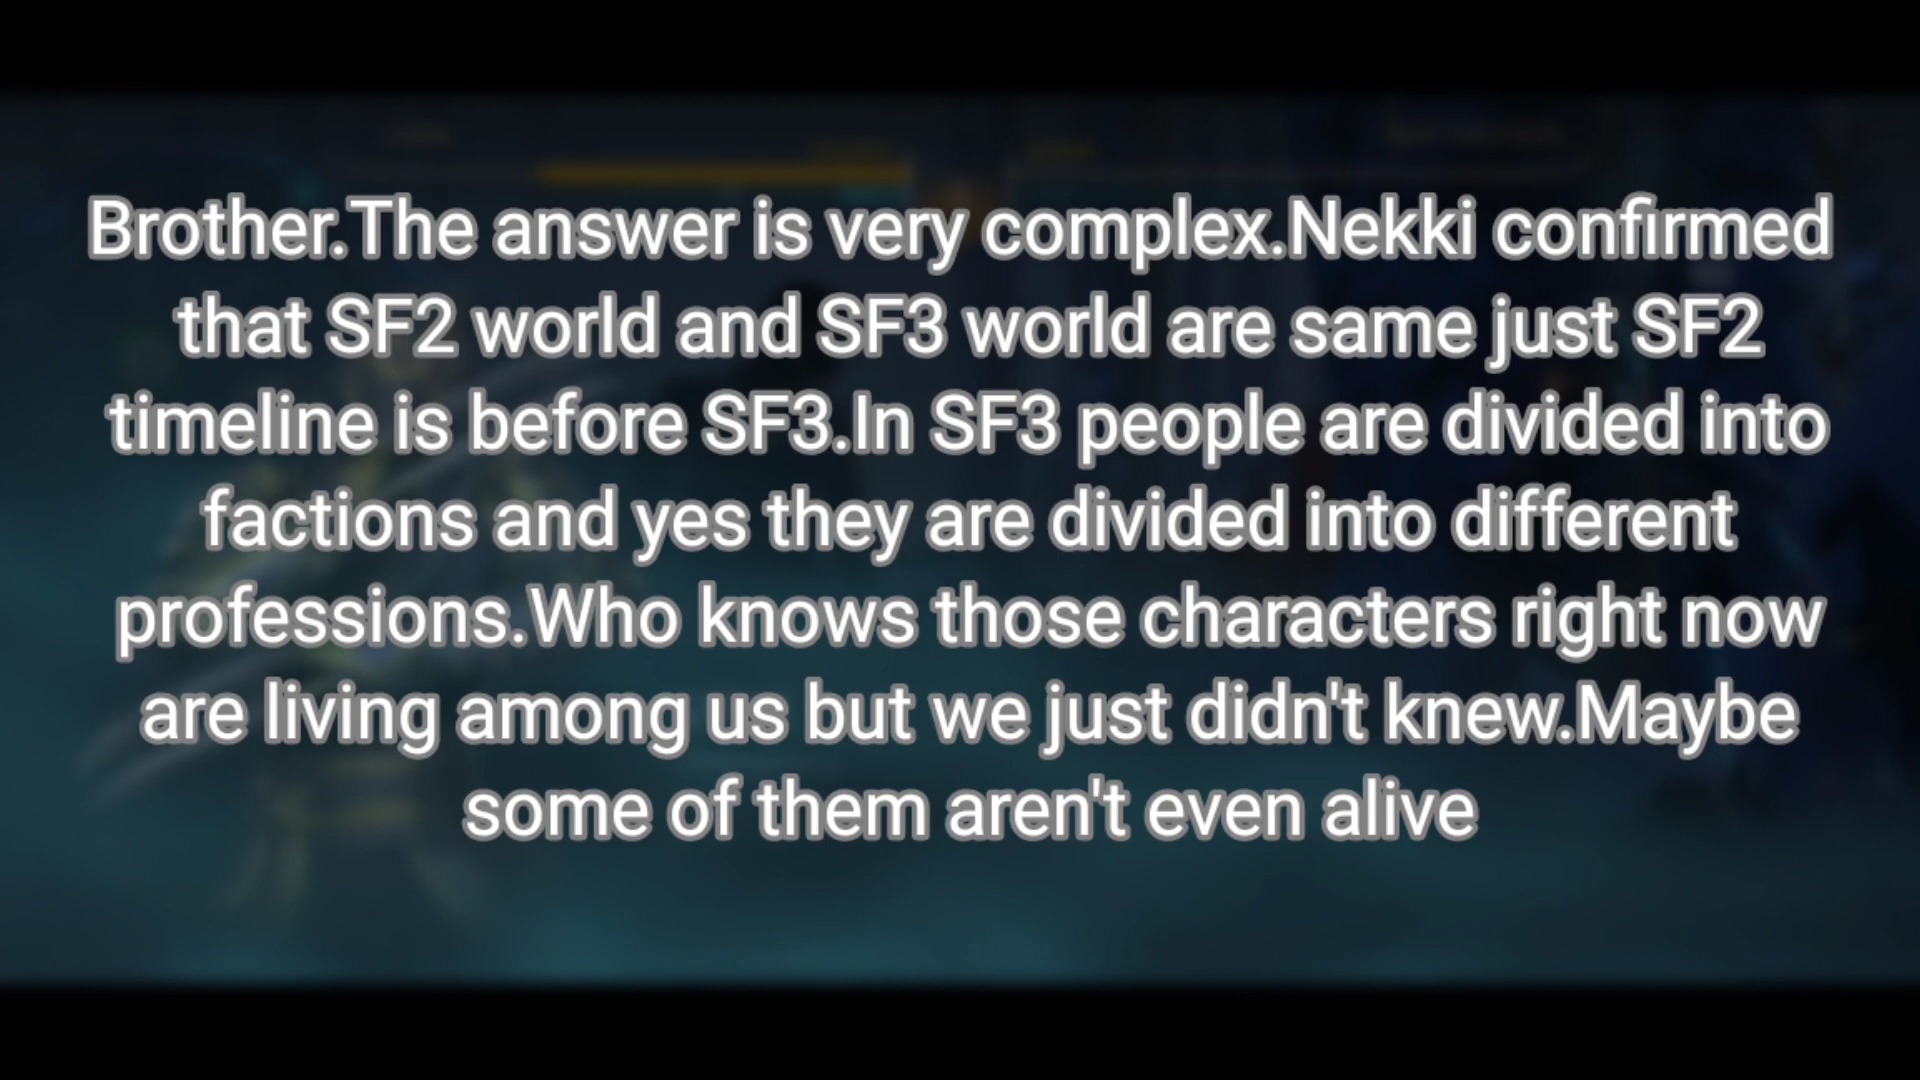 Brother.The answer is very complex.Nekki confirmed
that SF2 world and SF3 world are same just SF2
timeline is before SF3.In SF3 people are divided into
factions and yes they are divided into different
professions.Who knows those characters right now
are living among us but we just didn't knew.Maybe
some of them aren't even alive